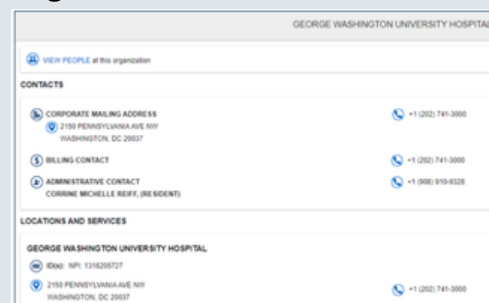 GEORGE WASHINGTON UNIVERSITY HOSPITAL
VIEW PEOPLE at this organization
CONTACTS
CORPORATE MAILING ADDRESS
2150 PENNSYLVANIA AVE NW
WASHINGTON, DC 20037
+1 (202) 741-3000
BILLING CONTACT
+1 (202) 741-3000
ADMINISTRATIVE CONTACT
CORRINE MICHELLE REIFF, (RESIDENT)
+1 (908) 910-9328
LOCATIONS AND SERVICES
GEORGE WASHINGTON UNIVERSITY HOSPITAL
ID(s): NPI: 1316205727
2150 PENNSYLVANIA AVE NW
WASHINGTON, DC 20037
+1 (202) 741-3000